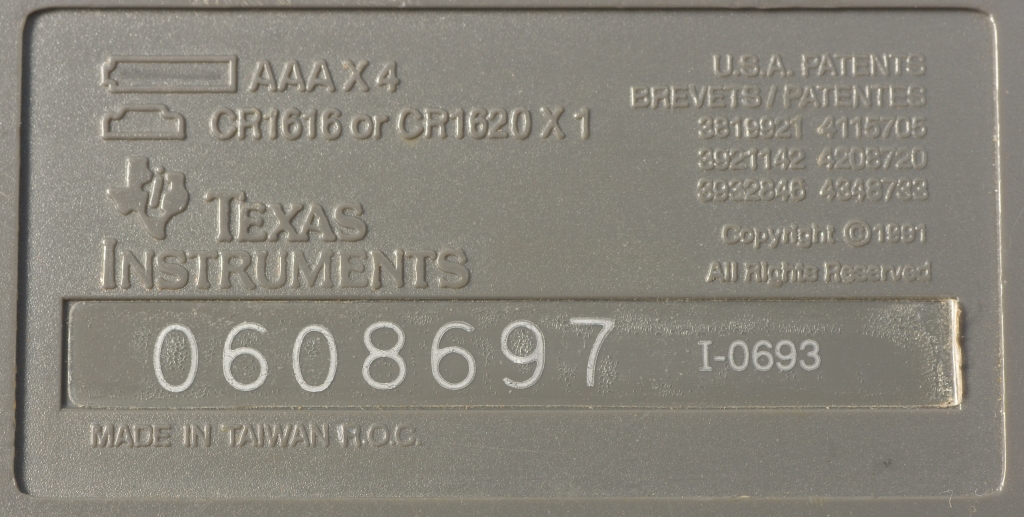 AAA X 4
CR1616 or CR1620 X 1
TEXAS
INSTRUMENTS
U.S.A. PATENTS
BREVETS / PATENTES
3819921 4115705
3921142 4208720
3932846 4348733
Copyright © 1991
All Rights Reserved
0608697 I-0693
MADE IN TAIWAN R.O.C.